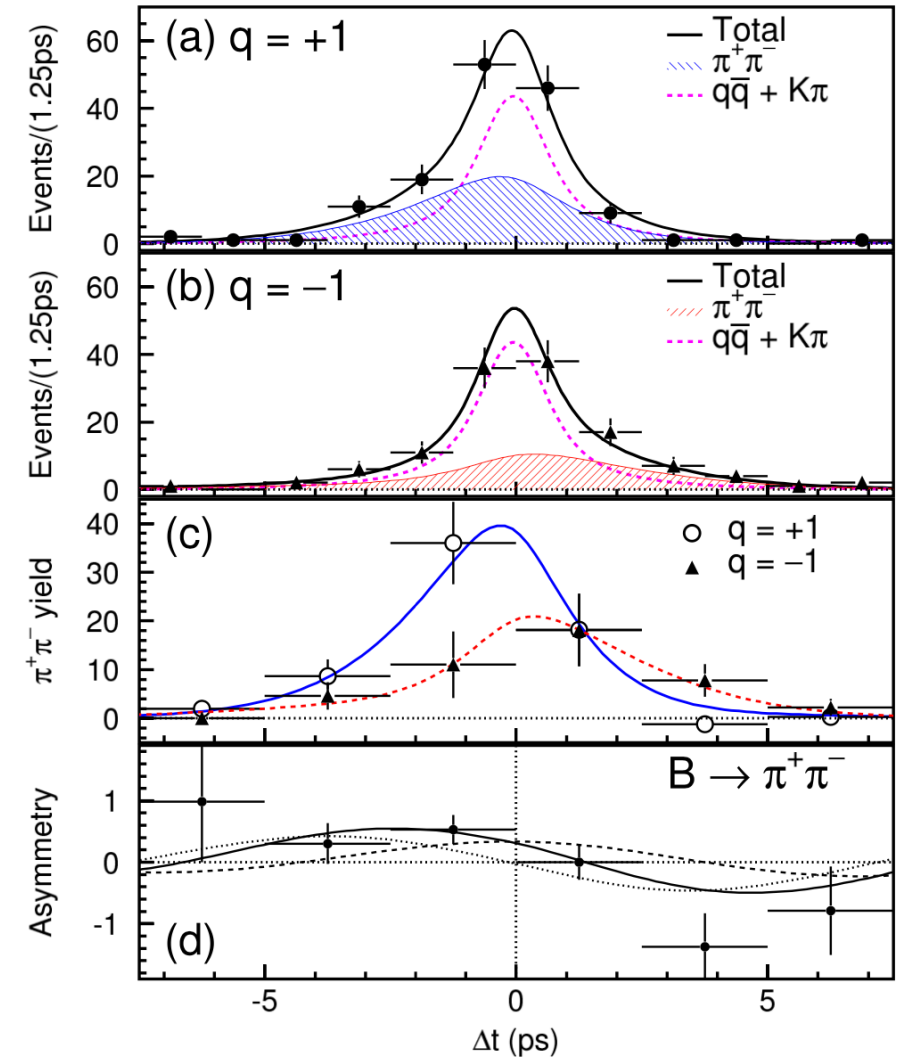 (a) q = +1
Total
π⁺π⁻
qq̅ + Kπ
Events/(1.25ps)
60
40
20
0
(b) q = −1
Total
π⁺π⁻
qq̅ + Kπ
Events/(1.25ps)
60
40
20
0
(c)
q = +1
q = −1
π⁺π⁻ yield
40
30
20
10
0
B → π⁺π⁻
Asymmetry
1
0
-1
(d)
-5 0 5
Δt (ps)